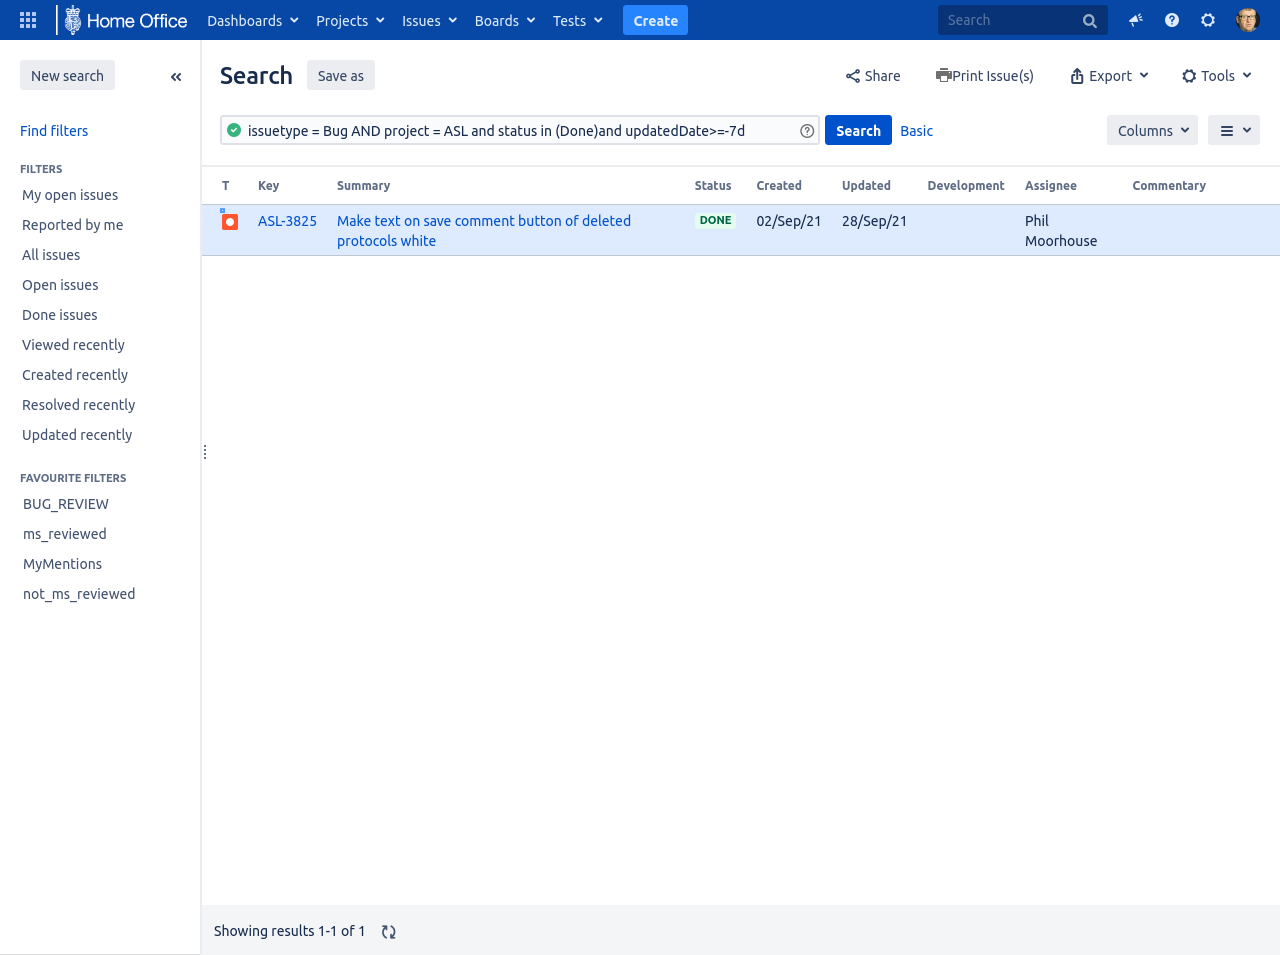 Home Office Dashboards Projects Issues Boards Tests Create Search
New search
Search Save as Share Print Issue(s) Export Tools
Find filters
issuetype = Bug AND project = ASL and status in (Done)and updatedDate>=-7d Search Basic Columns
FILTERS
My open issues
Reported by me
All issues
Open issues
Done issues
Viewed recently
Created recently
Resolved recently
Updated recently
FAVOURITE FILTERS
BUG_REVIEW
ms_reviewed
MyMentions
not_ms_reviewed
T Key Summary Status Created Updated Development Assignee Commentary
ASL-3825 Make text on save comment button of deleted DONE 02/Sep/21 28/Sep/21 Phil
protocols white Moorhouse
Showing results 1-1 of 1